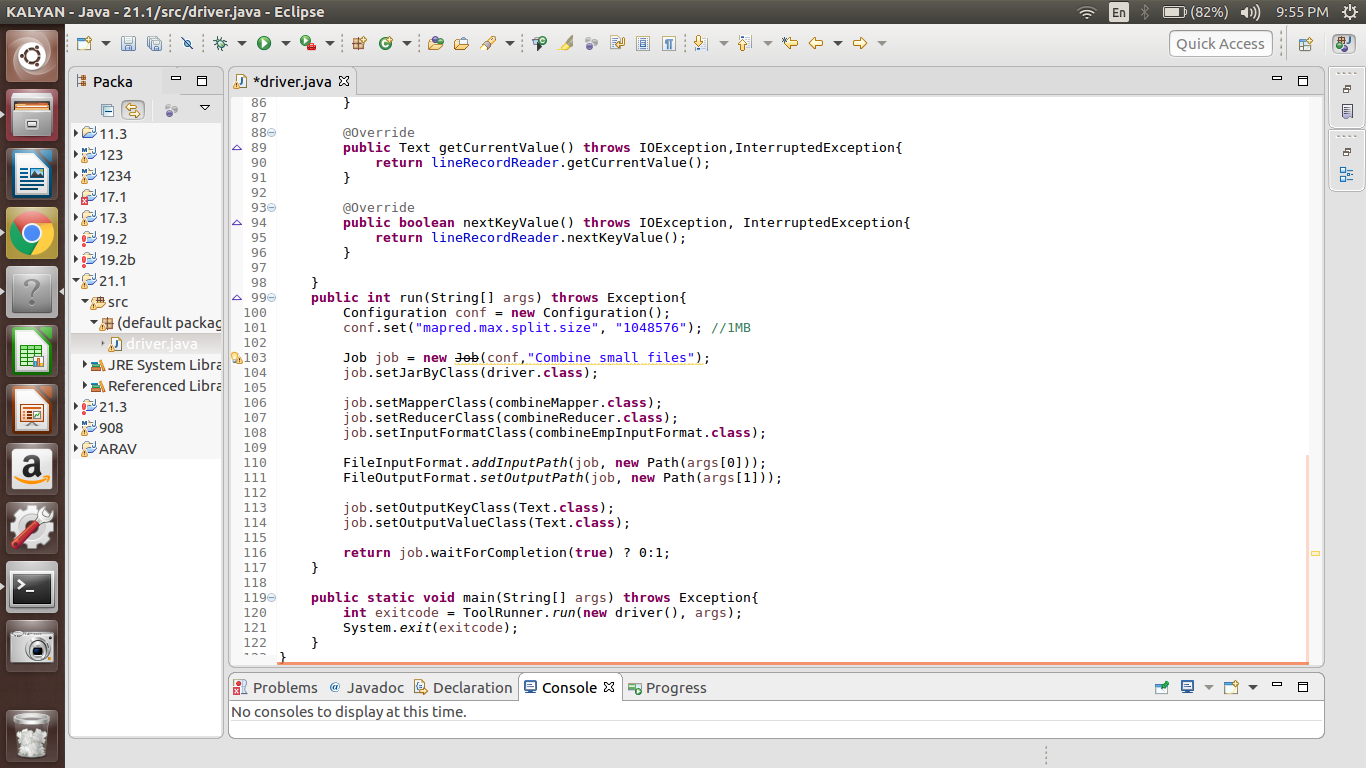 KALYAN - Java - 21.1/src/driver.java - Eclipse
En
(82%)
9:55 PM
Quick Access
Packa
*driver.java
11.3
123
1234
17.1
17.3
19.2
19.2b
21.1
src
(default packag
driver.java
JRE System Libra
Referenced Libra
21.3
908
ARAV
86 }
87
88 @Override
89 public Text getCurrentValue() throws IOException,InterruptedException{
90 return lineRecordReader.getCurrentValue();
91 }
92
93 @Override
94 public boolean nextKeyValue() throws IOException, InterruptedException{
95 return lineRecordReader.nextKeyValue();
96 }
97
98 }
99 public int run(String[] args) throws Exception{
100 Configuration conf = new Configuration();
101 conf.set("mapred.max.split.size", "1048576"); //1MB
102
103 Job job = new Job(conf,"Combine small files");
104 job.setJarByClass(driver.class);
105
106 job.setMapperClass(combineMapper.class);
107 job.setReducerClass(combineReducer.class);
108 job.setInputFormatClass(combineEmpInputFormat.class);
109
110 FileInputFormat.addInputPath(job, new Path(args[0]));
111 FileOutputFormat.setOutputPath(job, new Path(args[1]));
112
113 job.setOutputKeyClass(Text.class);
114 job.setOutputValueClass(Text.class);
115
116 return job.waitForCompletion(true) ? 0:1;
117 }
118
119 public static void main(String[] args) throws Exception{
120 int exitcode = ToolRunner.run(new driver(), args);
121 System.exit(exitcode);
122 }
123 }
Problems
@ Javadoc
Declaration
Console
Progress
No consoles to display at this time.